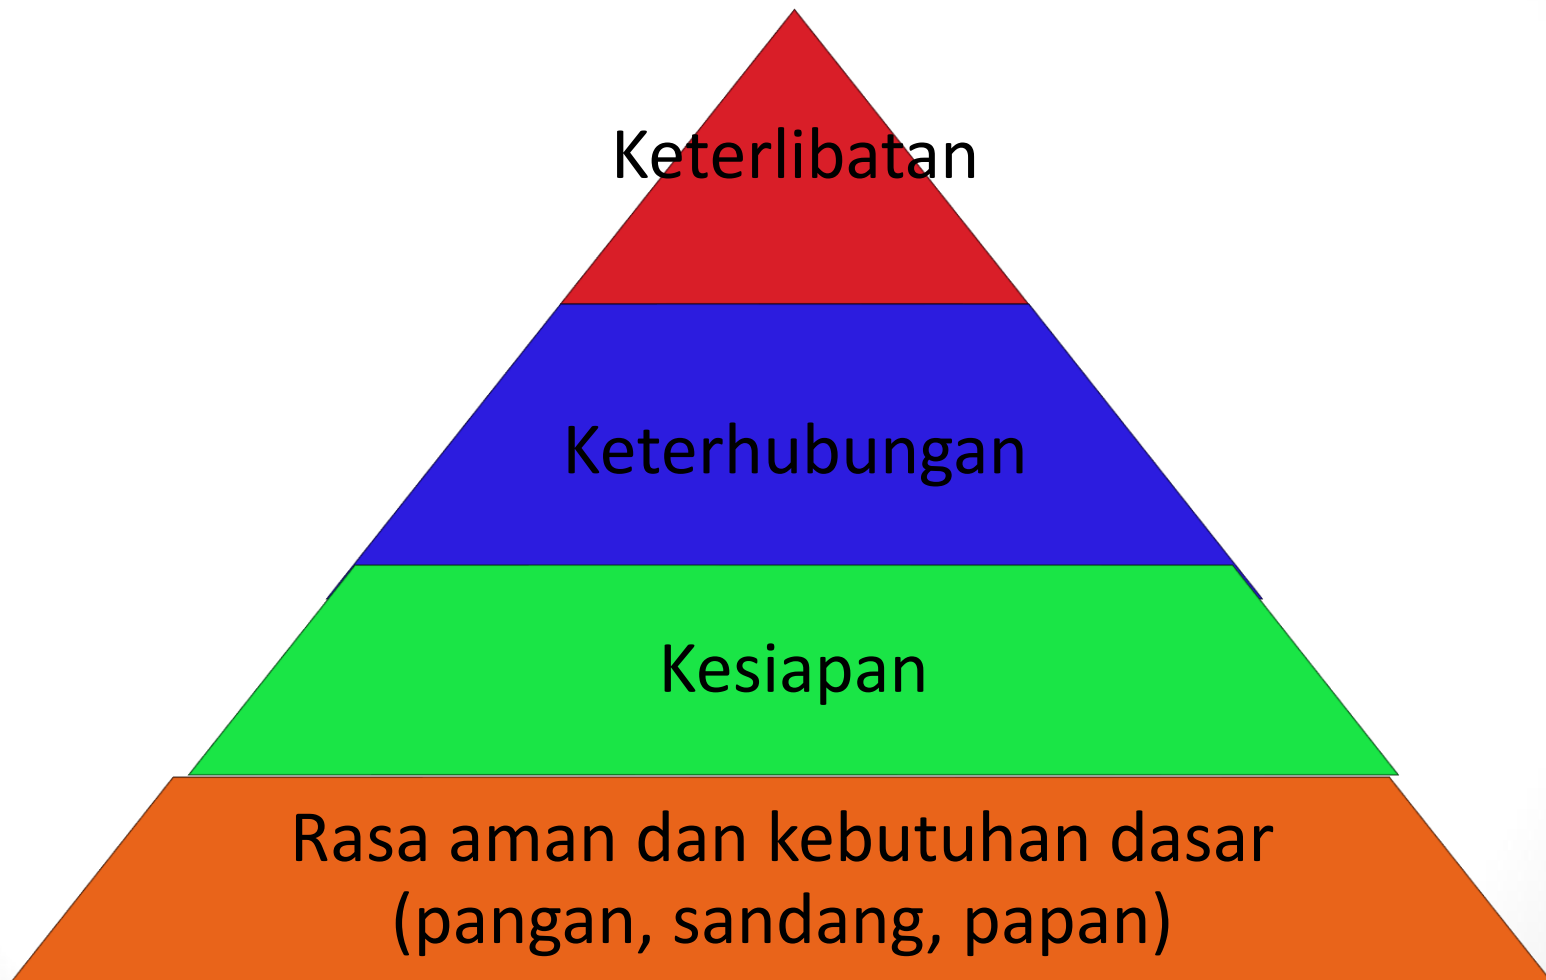 Keterlibatan
Keterhubungan
Kesiapan
Rasa aman dan kebutuhan dasar
(pangan, sandang, papan)